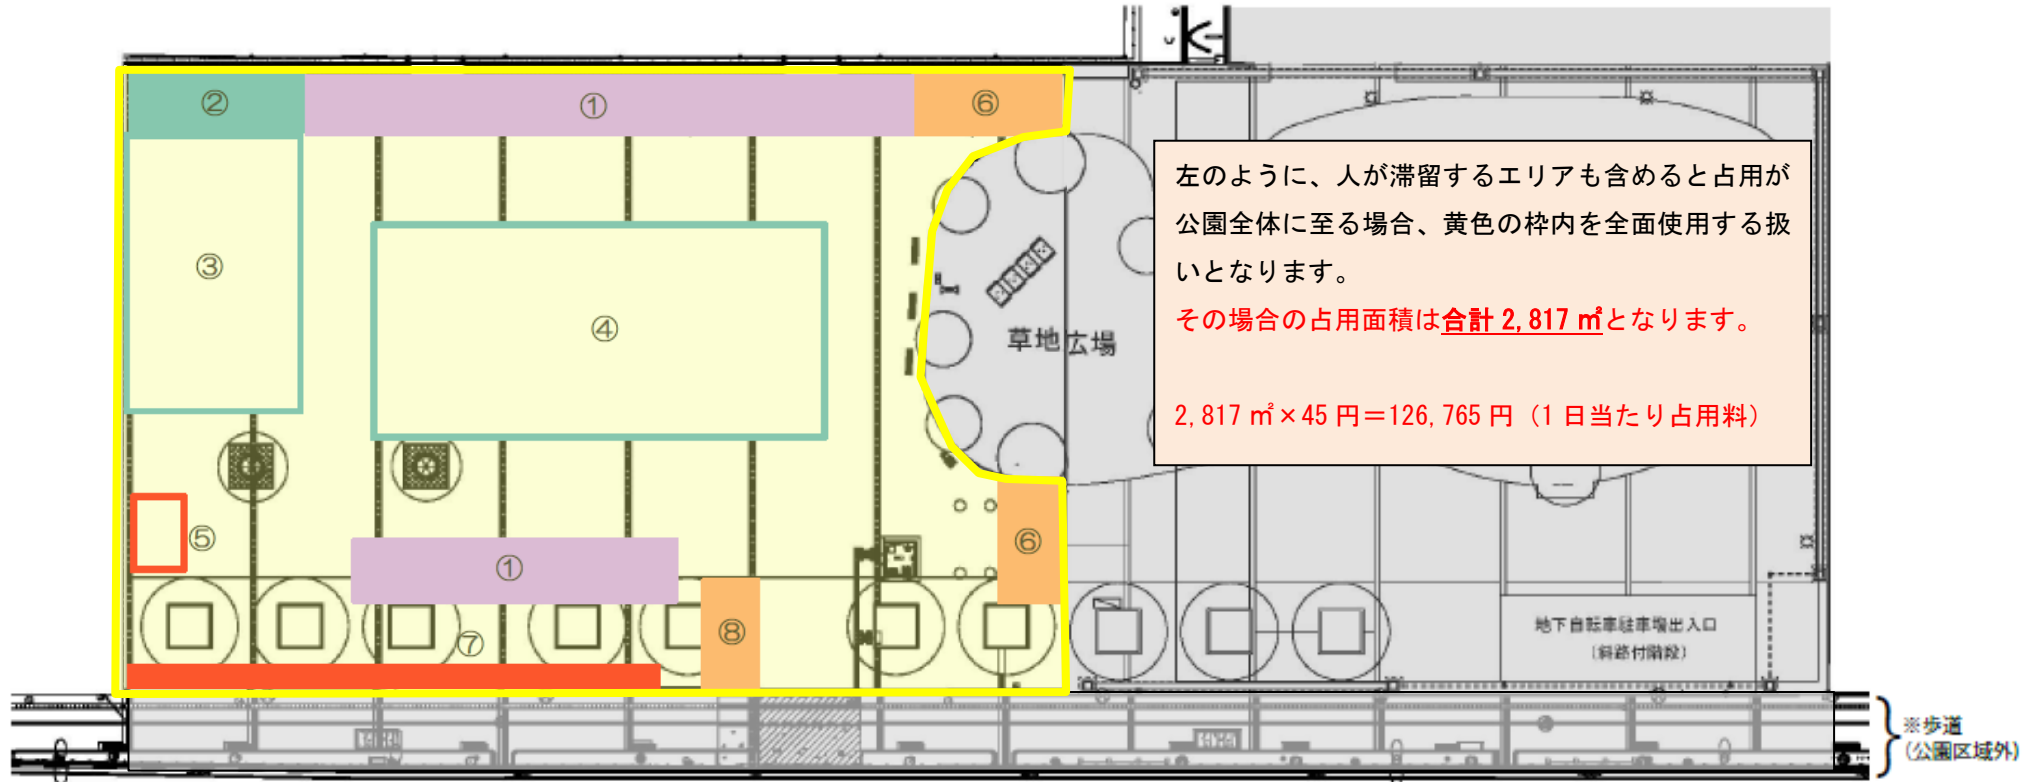 ② ① ⑥
③
④
⑤
①
⑥
⑦
⑧
草地広場
左のように、人が滞留するエリアも含めると占用が
公園全体に至る場合、黄色の枠内を全面使用する扱
いとなります。
その場合の占用面積は合計 2,817 ㎡となります。
2,817 ㎡×45 円＝126,765 円（1 日当たり占用料）
地下自転車駐車場出入口
（斜路付階段）
※歩道
（公園区域外）